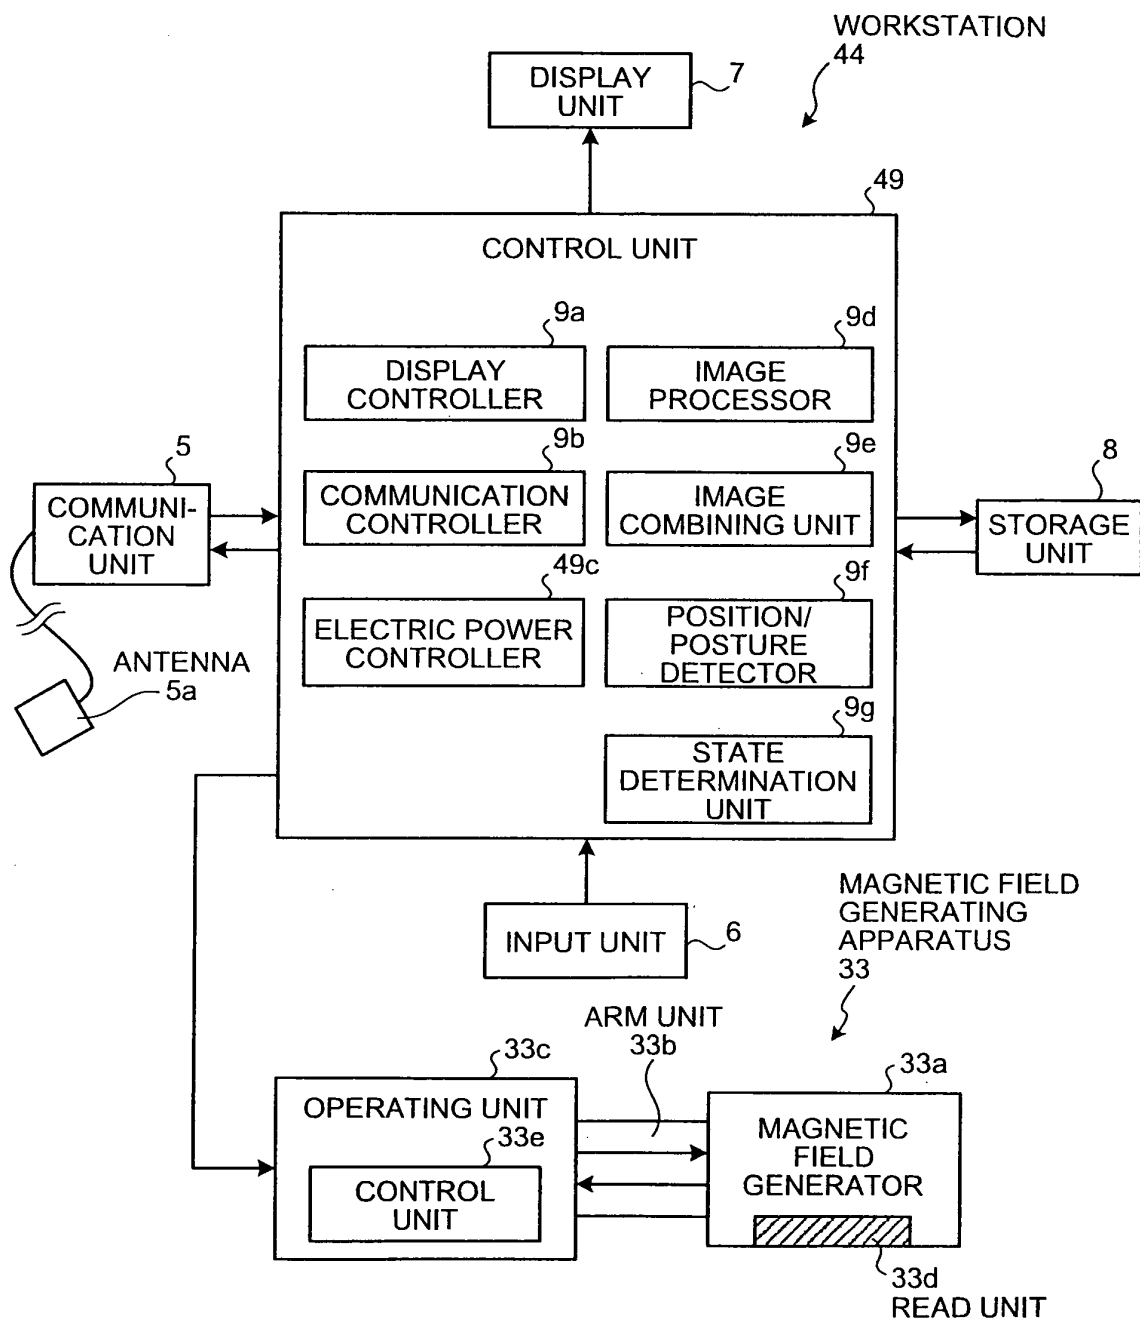 WORKSTATION
44
DISPLAY
UNIT
7
49
CONTROL UNIT
9a
DISPLAY
CONTROLLER
9d
IMAGE
PROCESSOR
9b
COMMUNICATION
CONTROLLER
9e
IMAGE
COMBINING UNIT
5
COMMUNI-
CATION
UNIT
8
STORAGE
UNIT
49c
ELECTRIC POWER
CONTROLLER
9f
POSITION/
POSTURE
DETECTOR
ANTENNA
5a
9g
STATE
DETERMINATION
UNIT
INPUT UNIT
6
MAGNETIC FIELD
GENERATING
APPARATUS
33
ARM UNIT
33b
33c
OPERATING UNIT
33e
CONTROL
UNIT
33a
MAGNETIC
FIELD
GENERATOR
33d
READ UNIT